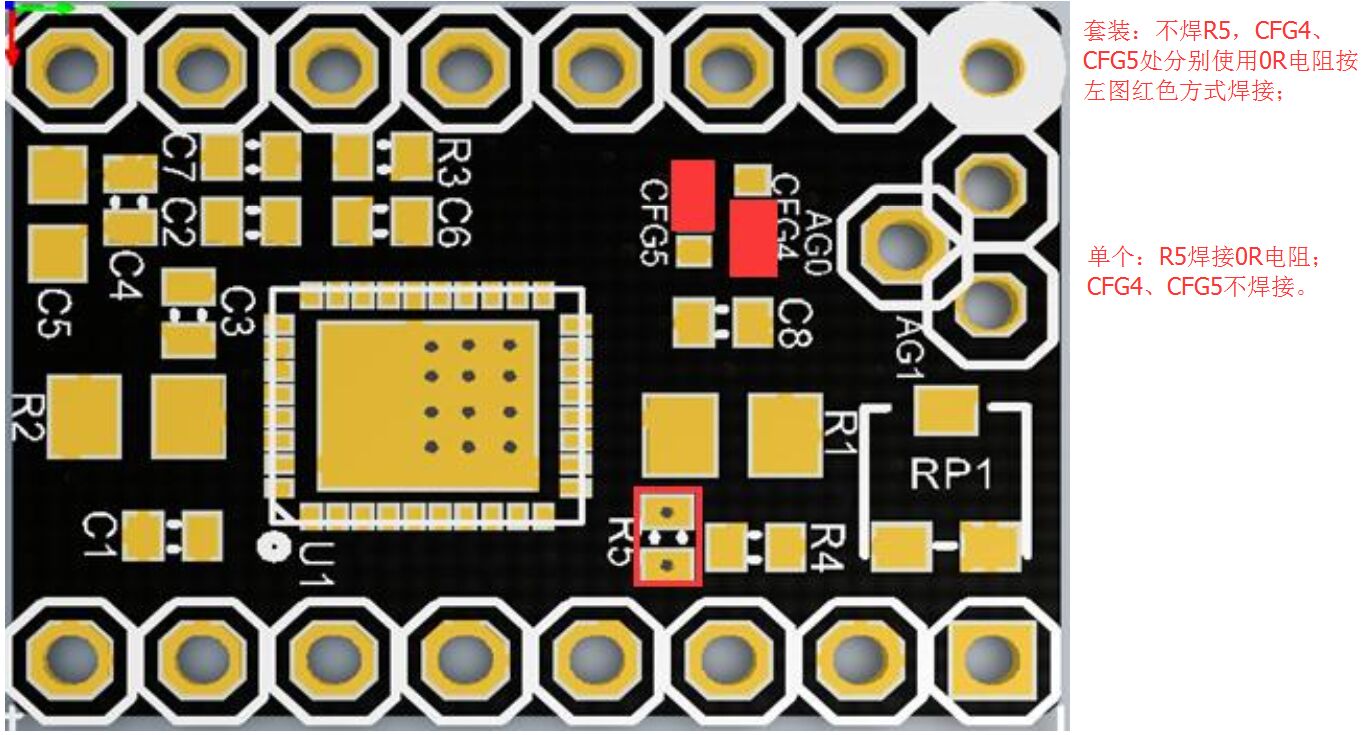 套装：不焊R5，CFG4、
CFG5处分别使用0R电阻按
左图红色方式焊接；
单个：R5焊接0R电阻；
CFG4、CFG5不焊接。
C7
R3
C2
C6
CFG5
CFG4
AG0
C4
C5
C3
C8
AG1
R2
R1
RP1
C1
U1
R5
R4